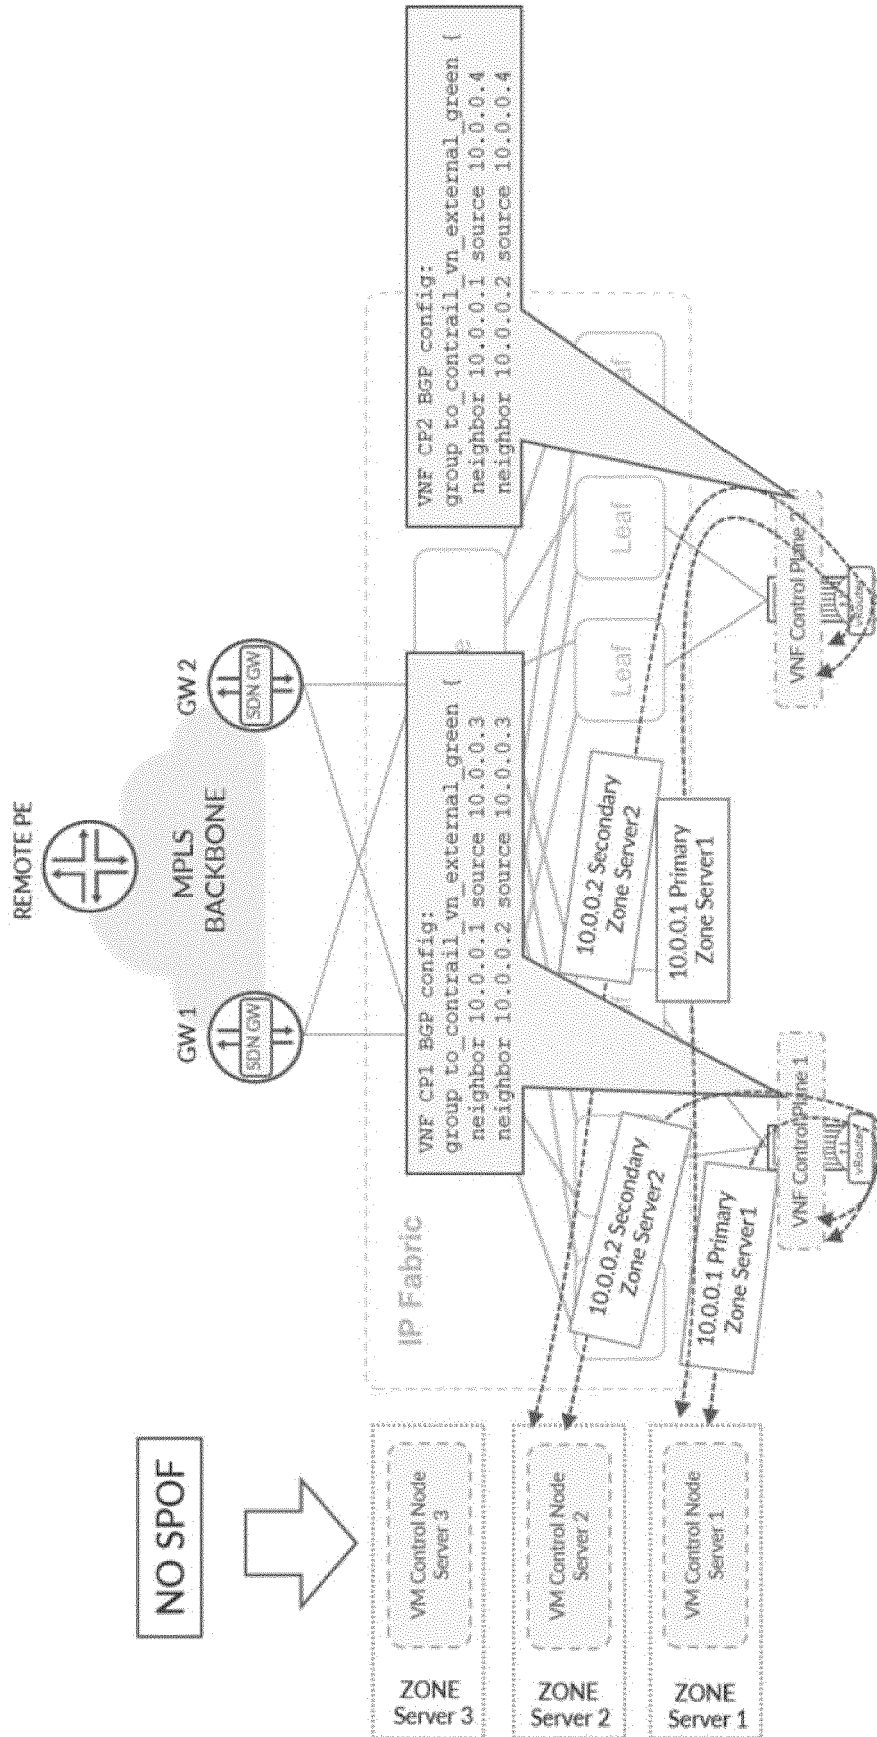 REMOTE PE
MPLS
BACKBONE
GW 1
SDN GW
GW 2
SDN GW
NO SPOF
IP Fabric
VNF CP1 BGP config:
group to_contrail_vn_external_green {
neighbor 10.0.0.1 source 10.0.0.3
neighbor 10.0.0.2 source 10.0.0.3
VNF CP2 BGP config:
group to_contrail_vn_external_green {
neighbor 10.0.0.1 source 10.0.0.4
neighbor 10.0.0.2 source 10.0.0.4
Leaf
Leaf
ZONE
Server 3
VM Control Node
Server 3
ZONE
Server 2
VM Control Node
Server 2
ZONE
Server 1
VM Control Node
Server 1
10.0.0.2 Secondary
Zone Server2
10.0.0.1 Primary
Zone Server1
10.0.0.2 Secondary
Zone Server2
10.0.0.1 Primary
Zone Server1
VNF Control Plane 1
vRouter
VNF Control Plane 2
vRouter